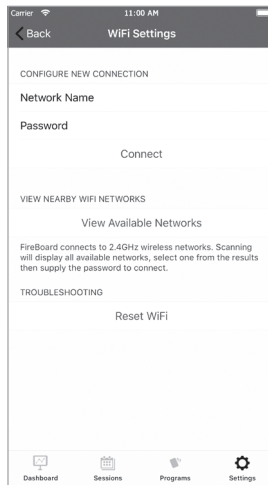 Carrier 11:00 AM
Back WiFi Settings
CONFIGURE NEW CONNECTION
Network Name
Password
Connect
VIEW NEARBY WIFI NETWORKS
View Available Networks
FireBoard connects to 2.4GHz wireless networks. Scanning
will display all available networks, select one from the results
then supply the password to connect.
TROUBLESHOOTING
Reset WiFi
Dashboard Sessions Programs Settings